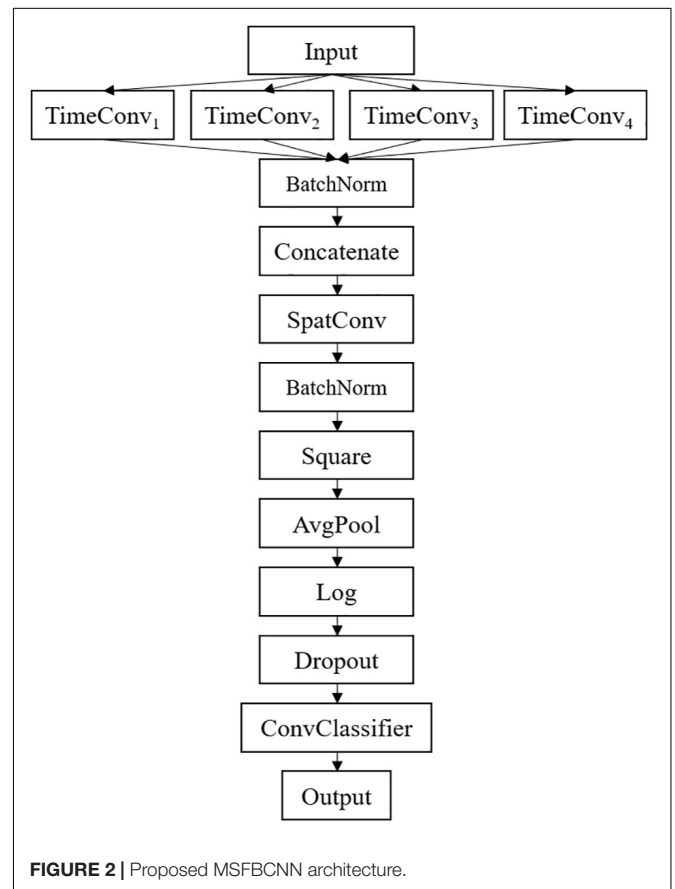 Input
TimeConv₁ TimeConv₂ TimeConv₃ TimeConv₄
BatchNorm
Concatenate
SpatConv
BatchNorm
Square
AvgPool
Log
Dropout
ConvClassifier
Output
FIGURE 2 | Proposed MSFBCNN architecture.